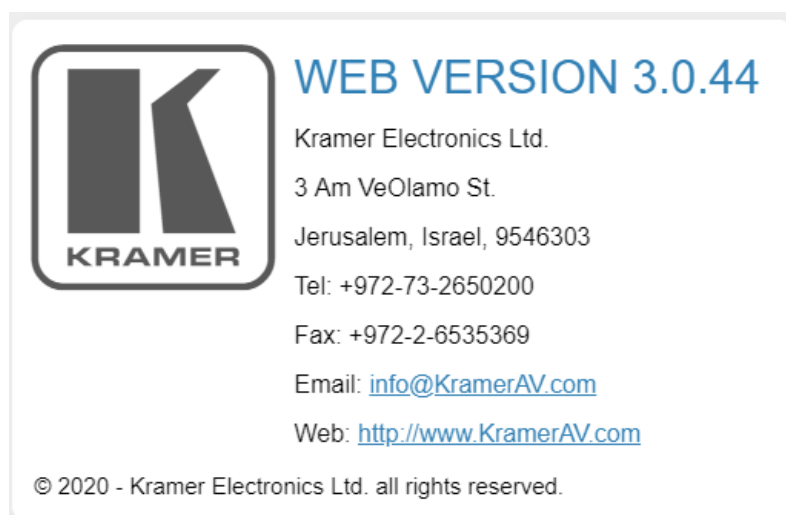 KRAMER
WEB VERSION 3.0.44
Kramer Electronics Ltd.
3 Am VeOlamo St.
Jerusalem, Israel, 9546303
Tel: +972-73-2650200
Fax: +972-2-6535369
Email: info@KramerAV.com
Web: http://www.KramerAV.com
© 2020 - Kramer Electronics Ltd. all rights reserved.